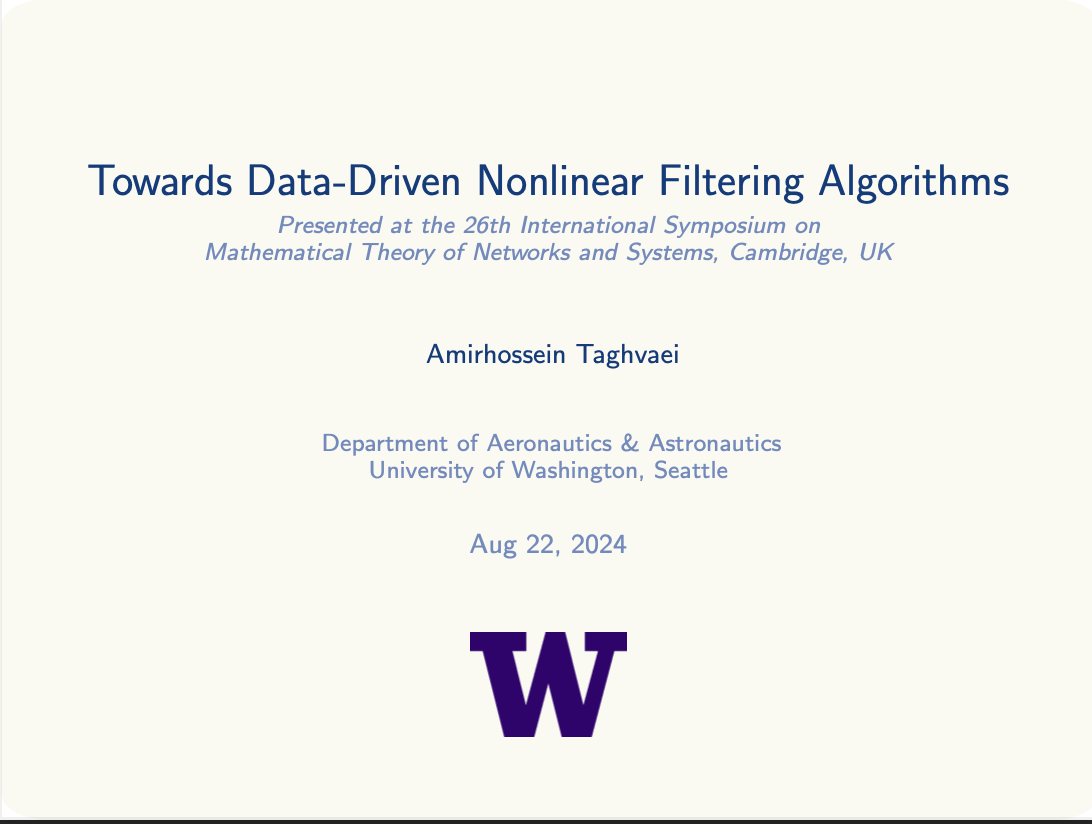 Towards Data-Driven Nonlinear Filtering Algorithms
Presented at the 26th International Symposium on
Mathematical Theory of Networks and Systems, Cambridge, UK
Amirhossein Taghvaei
Department of Aeronautics & Astronautics
University of Washington, Seattle
Aug 22, 2024
W